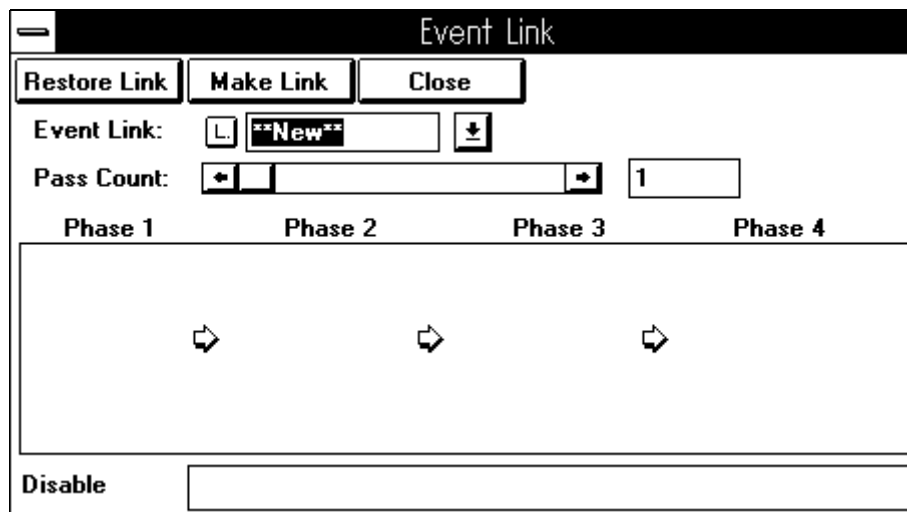 Event Link
Restore Link Make Link Close
Event Link: L. **New**
Pass Count: 1
Phase 1 Phase 2 Phase 3 Phase 4
Disable